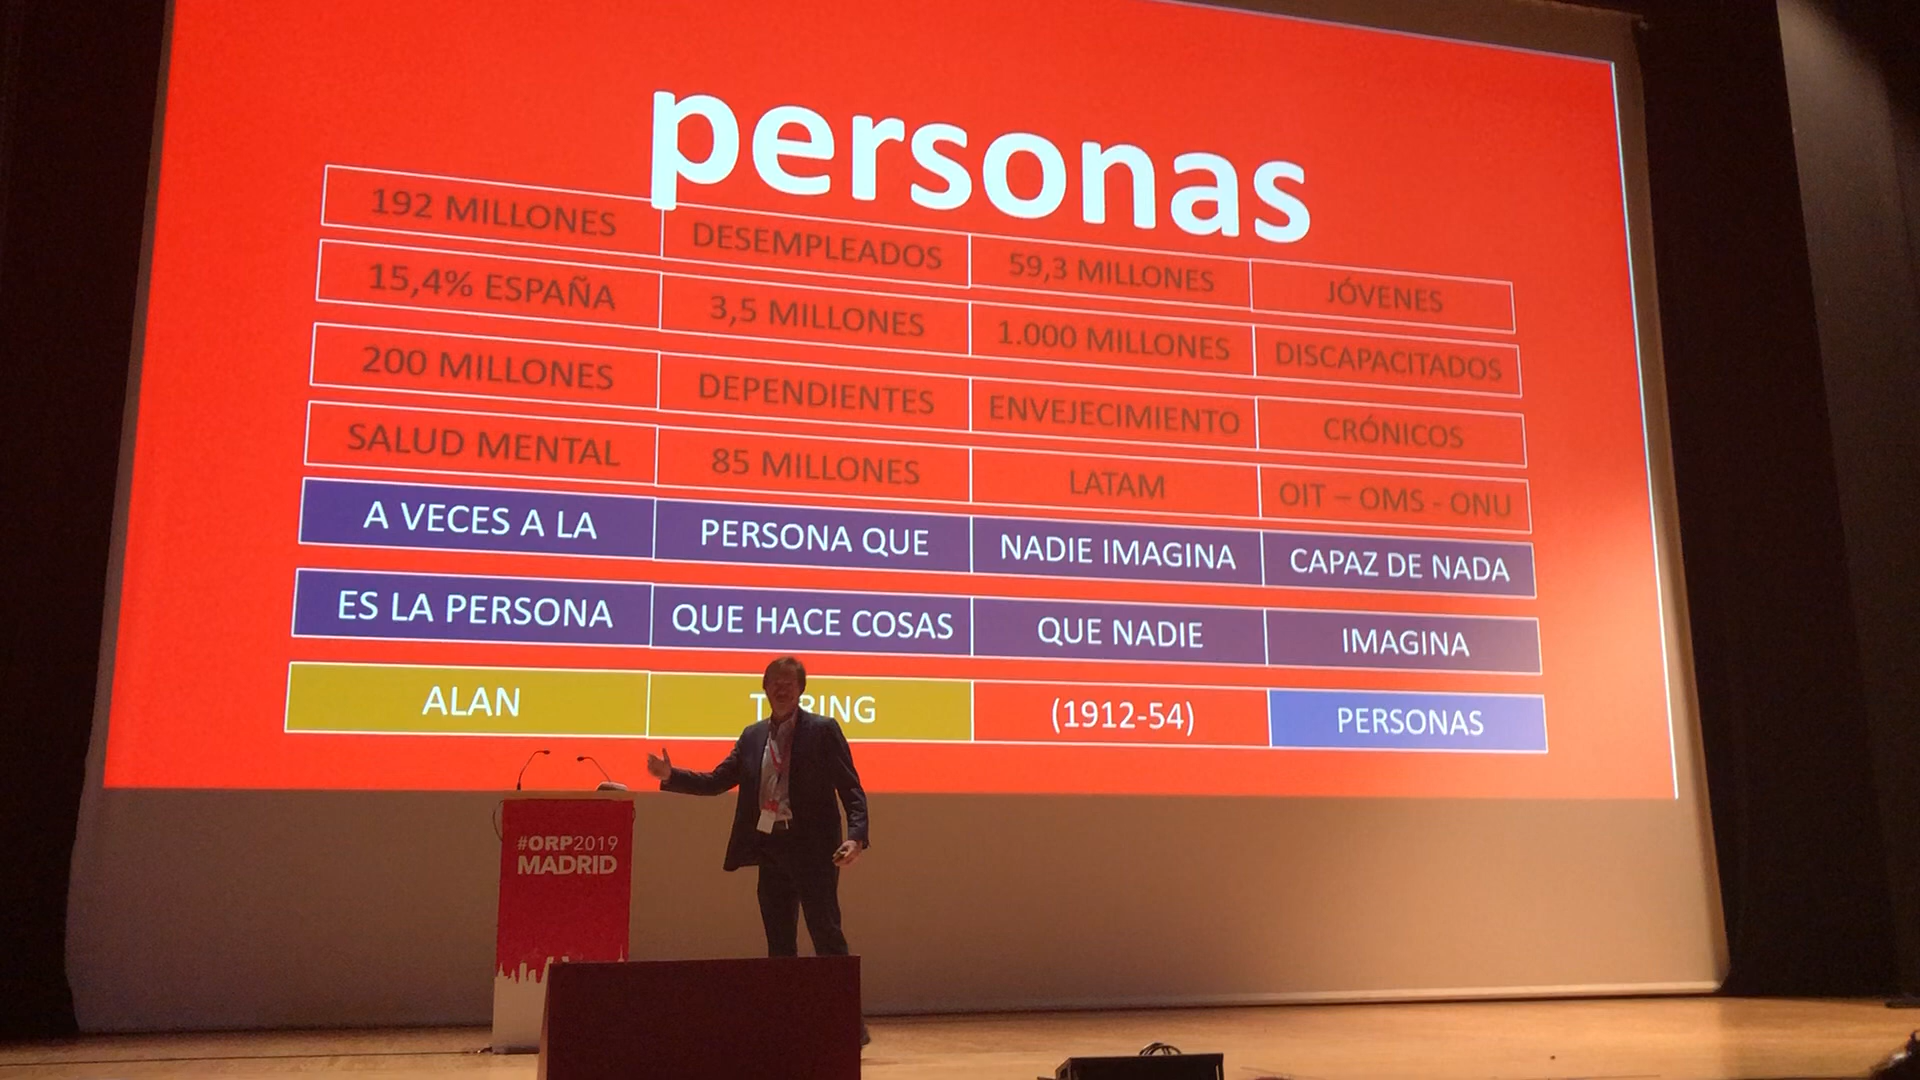 personas
192 MILLONES DESEMPLEADOS 59,3 MILLONES JÓVENES
15,4% ESPAÑA 3,5 MILLONES 1.000 MILLONES DISCAPACITADOS
200 MILLONES DEPENDIENTES ENVEJECIMIENTO CRÓNICOS
SALUD MENTAL 85 MILLONES LATAM OIT – OMS - ONU
A VECES A LA PERSONA QUE NADIE IMAGINA CAPAZ DE NADA
ES LA PERSONA QUE HACE COSAS QUE NADIE IMAGINA
ALAN (1912-54) PERSONAS
#ORP2019
MADRID